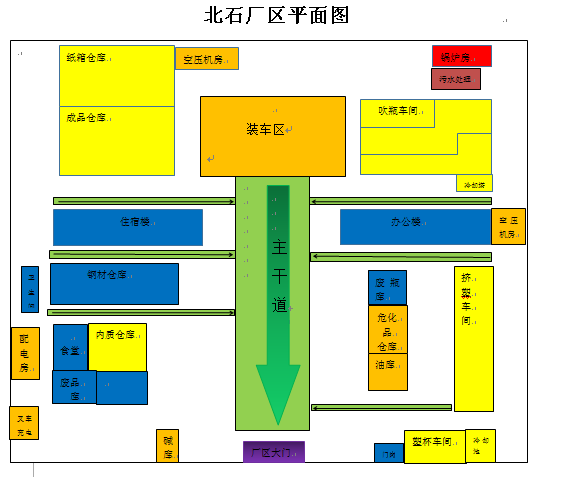 北石厂区平面图
纸箱仓库
空压机房
锅炉房
污水处理
成品仓库
装车区
吹瓶车间
冷却塔
住宿楼
办公楼
空压
机房
主
干
道
钢材仓库
卫
生
间
废瓶
库
挤
塑
车
间
危化
品
仓库
油库
配
电
房
食堂
内质仓库
废品
库
叉车
充电
碱
库
厂区大门
门岗
塑杯车间
冷却
池